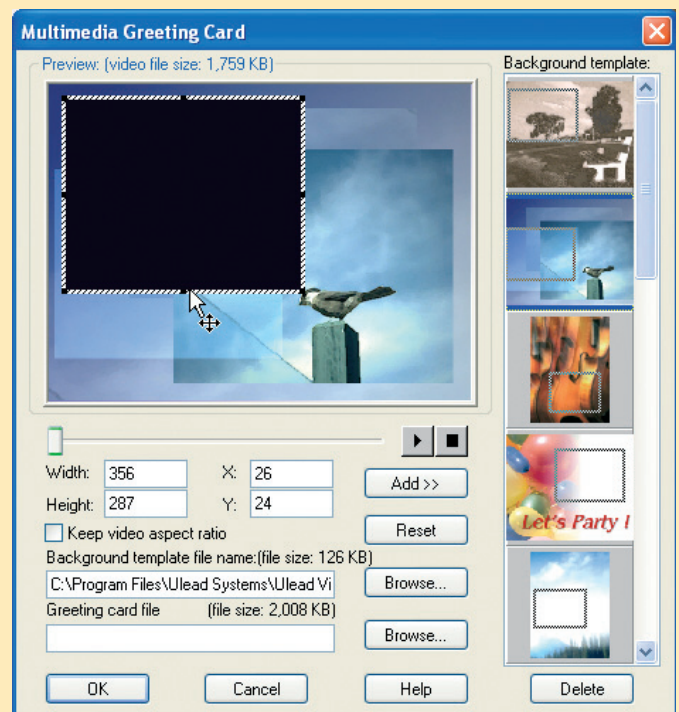 Multimedia Greeting Card
Preview: (video file size: 1,759 KB)
Background template:
Let's Party !
Width: 356
X: 26
Add >>
Height: 287
Y: 24
Keep video aspect ratio
Reset
Background template file name:(file size: 126 KB)
C:\Program Files\Ulead Systems\Ulead Vi
Browse...
Greeting card file (file size: 2,008 KB)
Browse...
OK
Cancel
Help
Delete